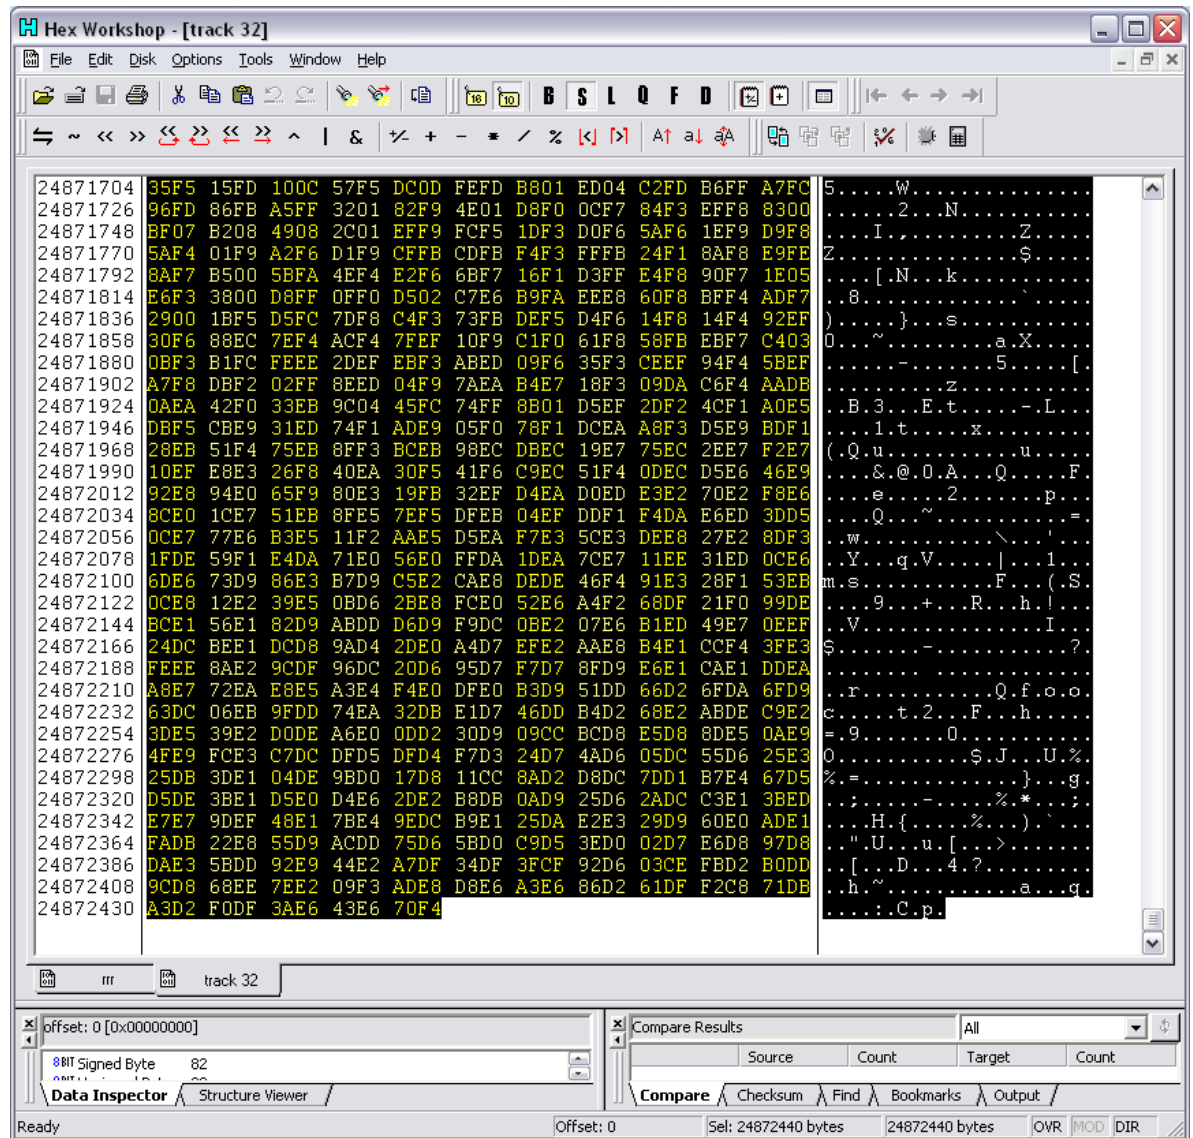 Hex Workshop - [track 32]
File Edit Disk Options Tools Window Help
16 10 B S L Q F D
24871704 35F5 15FD 100C 57F5 DC0D FEFD B801 ED04 C2FD B6FF A7FC 5.....W...............
24871726 96FD 86FB A5FF 3201 82F9 4E01 D8F0 0CF7 84F3 EFF8 8300 ......2...N...........
24871748 BF07 B208 4908 2C01 EFF9 FCF5 1DF3 D0F6 5AF6 1EF9 D9F8 ....I.,.........Z.....
24871770 5AF4 01F9 A2F6 D1F9 CFFB CDFB F4F3 FFFB 24F1 8AF8 E9FE Z...............$.....
24871792 8AF7 B500 5BFA 4EF4 E2F6 6BF7 16F1 D3FF E4F8 90F7 1E05 ....[.N...k...........
24871814 E6F3 3800 D8FF 0FF0 D502 C7E6 B9FA EEE8 60F8 BFF4 ADF7 ..8.............`.....
24871836 2900 1BF5 D5FC 7DF8 C4F3 73FB DEF5 D4F6 14F8 14F4 92EF ).....}...s...........
24871858 30F6 88EC 7EF4 ACF4 7FEF 10F9 C1F0 61F8 58FB EBF7 C403 0...~.........a.X.....
24871880 0BF3 B1FC FEEE 2DEF EBF3 ABED 09F6 35F3 CEEF 94F4 5BEF ......-.......5.....[.
24871902 A7F8 DBF2 02FF 8EED 04F9 7AEA B4E7 18F3 09DA C6F4 AADB ..........z...........
24871924 0AEA 42F0 33EB 9C04 45FC 74FF 8B01 D5EF 2DF2 4CF1 A0E5 ..B.3...E.t.....-.L...
24871946 DBF5 CBE9 31ED 74F1 ADE9 05F0 78F1 DCEA A8F3 D5E9 BDF1 ....1.t.....x.........
24871968 28EB 51F4 75EB 8FF3 BCEB 98EC DBEC 19E7 75EC 2EE7 F2E7 (.Q.u...........u.....
24871990 10EF E8E3 26F8 40EA 30F5 41F6 C9EC 51F4 0DEC D5E6 46E9 ....&.@.0.A...Q.....F.
24872012 92E8 94E0 65F9 80E3 19FB 32EF D4EA D0ED E3E2 70E2 F8E6 ....e.....2.......p...
24872034 8CE0 1CE7 51EB 8FE5 7EF5 DFEB 04EF DDF1 F4DA E6ED 3DD5 ....Q...~...........=.
24872056 0CE7 77E6 B3E5 11F2 AAE5 D5EA F7E3 5CE3 DEE8 27E2 8DF3 ..w...........\...'...
24872078 1FDE 59F1 E4DA 71E0 56E0 FFDA 1DEA 7CE7 11EE 31ED 0CE6 ..Y...q.V.....|...1...
24872100 6DE6 73D9 86E3 B7D9 C5E2 CAE8 DEDE 46F4 91E3 28F1 53EB m.s...........F...(.S.
24872122 0CE8 12E2 39E5 0BD6 2BE8 FCE0 52E6 A4F2 68DF 21F0 99DE ....9...+...R...h.!...
24872144 BCE1 56E1 82D9 ABDD D6D9 F9DC 0BE2 07E6 B1ED 49E7 0EEF ..V...............I...
24872166 24DC BEE1 DCD8 9AD4 2DE0 A4D7 EFE2 AAE8 B4E1 CCF4 3FE3 $.......-...........?.
24872188 FEEE 8AE2 9CDF 96DC 20D6 95D7 F7D7 8FD9 E6E1 CAE1 DDEA ........ .............
24872210 A8E7 72EA E8E5 A3E4 F4E0 DFE0 B3D9 51DD 66D2 6FDA 6FD9 ..r...........Q.f.o.o.
24872232 63DC 06EB 9FDD 74EA 32DB E1D7 46DD B4D2 68E2 ABDE C9E2 c.....t.2...F...h.....
24872254 3DE5 39E2 D0DE A6E0 0DD2 30D9 09CC BCD8 E5D8 8DE5 0AE9 =.9.......0...........
24872276 4FE9 FCE3 C7DC DFD5 DFD4 F7D3 24D7 4AD6 05DC 55D6 25E3 O...........$.J...U.%.
24872298 25DB 3DE1 04DE 9BD0 17D8 11CC 8AD2 D8DC 7DD1 B7E4 67D5 %.=.............}...g.
24872320 D5DE 3BE1 D5E0 D4E6 2DE2 B8DB 0AD9 25D6 2ADC C3E1 3BED ..;.....-.....%.*...;.
24872342 E7E7 9DEF 48E1 7BE4 9EDC B9E1 25DA E2E3 29D9 60E0 ADE1 ....H.{.....%...).`...
24872364 FADB 22E8 55D9 ACDD 75D6 5BD0 C9D5 3ED0 02D7 E6D8 97D8 ..".U...u.[...>.......
24872386 DAE3 5BDD 92E9 44E2 A7DF 34DF 3FCF 92D6 03CE FBD2 B0DD ..[...D...4.?.........
24872408 9CD8 68EE 7EE2 09F3 ADE8 D8E6 A3E6 86D2 61DF F2C8 71DB ..h.~...........a...q.
24872430 A3D2 F0DF 3AE6 43E6 70F4 ....:.C.p.
rrr track 32
offset: 0 [0x00000000]
8BIT Signed Byte 82
Data Inspector Structure Viewer
Compare Results All
Source Count Target Count
Compare Checksum Find Bookmarks Output
Ready Offset: 0 Sel: 24872440 bytes 24872440 bytes OVR MOD DIR